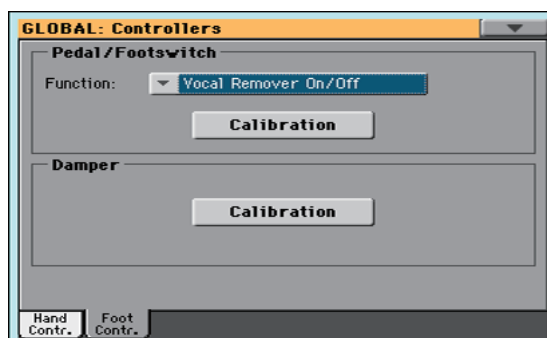 GLOBAL: Controllers
Pedal/Footswitch
Function: Vocal Remover On/Off
Calibration
Damper
Calibration
Hand Contr. Foot Contr.